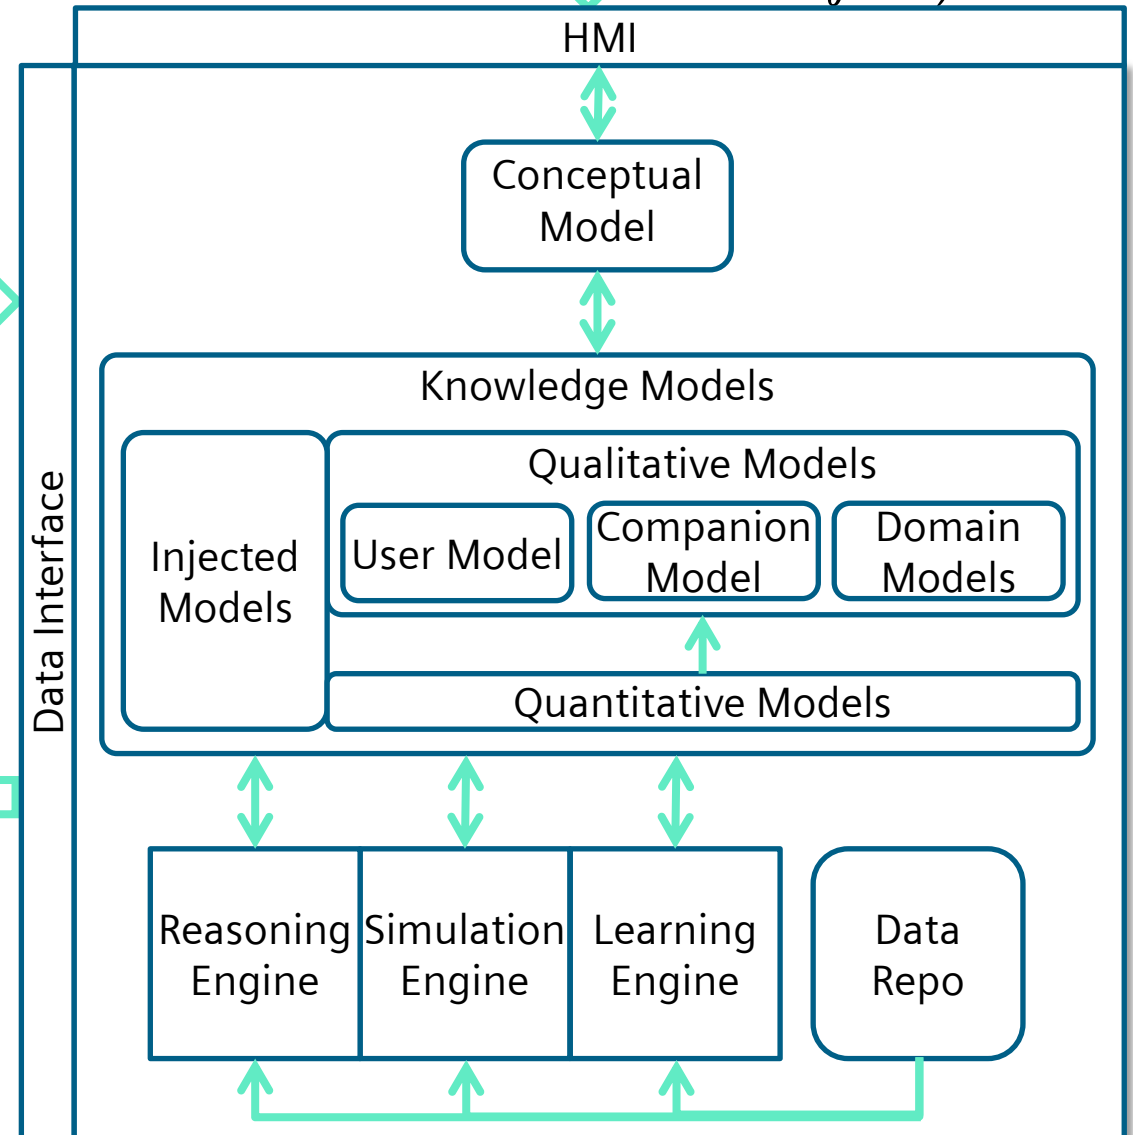 HMI
Conceptual
Model
Knowledge Models
Qualitative Models
Injected
Models
User Model
Companion
Model
Domain
Models
Quantitative Models
Data Interface
Reasoning
Engine
Simulation
Engine
Learning
Engine
Data
Repo